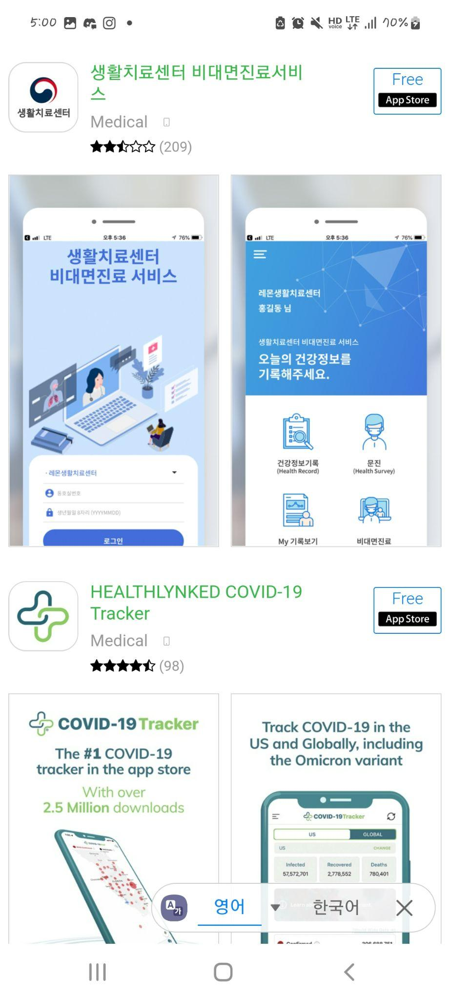 5:00
HD voice LTE 70%
생활치료센터
생활치료센터 비대면진료서비
스
Free
App Store
Medical
(209)
LTE 오후 5:36 76%
생활치료센터
비대면진료 서비스
· 레몬생활치료센터
동호실번호
생년월일 8자리 (YYYYMMDD)
로그인
LTE 오후 5:36 76%
레몬생활치료센터
홍길동 님
생활치료센터 비대면진료 서비스
오늘의 건강정보를
기록해주세요.
건강정보기록
(Health Record)
문진
(Health Survey)
My 기록보기
비대면진료
HEALTHLYNKED COVID-19
Tracker
Free
App Store
Medical
(98)
COVID-19 Tracker
The #1 COVID-19
tracker in the app store
With over
2.5 Million downloads
Track COVID-19 in the
US and Globally, including
the Omicron variant
COVID-19Tracker
US GLOBAL
US CHANGE
Infected Recovered Deaths
57,572,701 2,778,552 780,401
A 가 영어 한국어
Confirmed